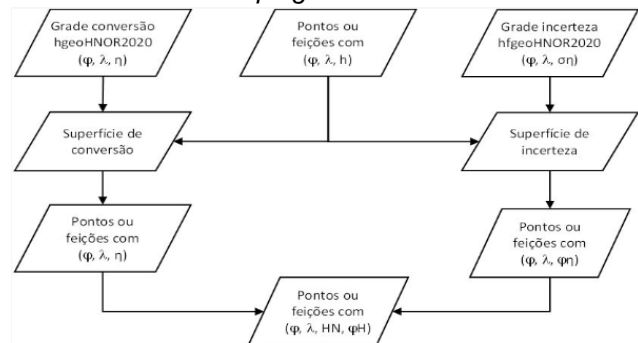 Grade conversão
hgeoHNOR2020
(φ, λ, η)
Pontos ou
feições com
(φ, λ, h)
Grade incerteza
hfgeoHNOR2020
(φ, λ, ση)
Superfície de
conversão
Superfície de
incerteza
Pontos ou
feições com
(φ, λ, η)
Pontos ou
feições com
(φ, λ, φη)
Pontos ou
feições com
(φ, λ, HN, φH)